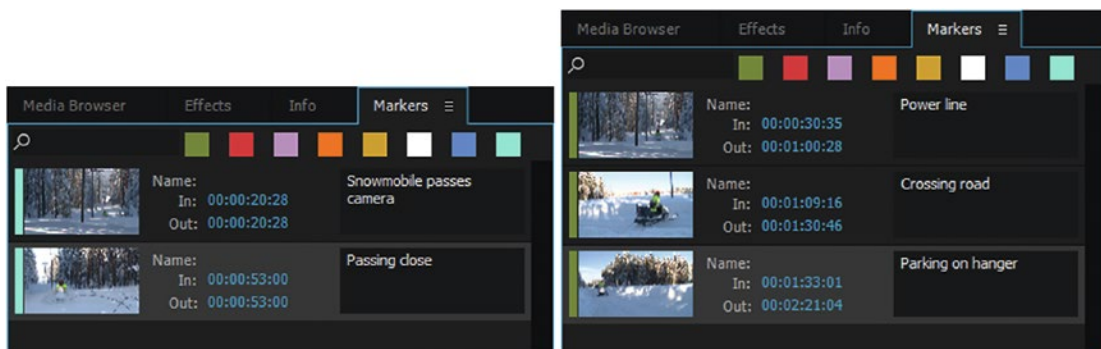 Media Browser Effects Info Markers
Name: Snowmobile passes
In: 00:00:20:28 camera
Out: 00:00:20:28
Name: Passing close
In: 00:00:53:00
Out: 00:00:53:00
Media Browser Effects Info Markers
Name: Power line
In: 00:00:30:35
Out: 00:01:00:28
Name: Crossing road
In: 00:01:09:16
Out: 00:01:30:46
Name: Parking on hanger
In: 00:01:33:01
Out: 00:02:21:04